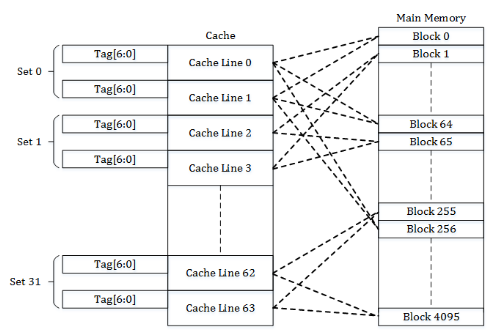 Cache
Main Memory
Set 0
Tag[6:0]
Cache Line 0
Tag[6:0]
Cache Line 1
Set 1
Tag[6:0]
Cache Line 2
Tag[6:0]
Cache Line 3
Set 31
Tag[6:0]
Cache Line 62
Tag[6:0]
Cache Line 63
Block 0
Block 1
Block 64
Block 65
Block 255
Block 256
Block 4095